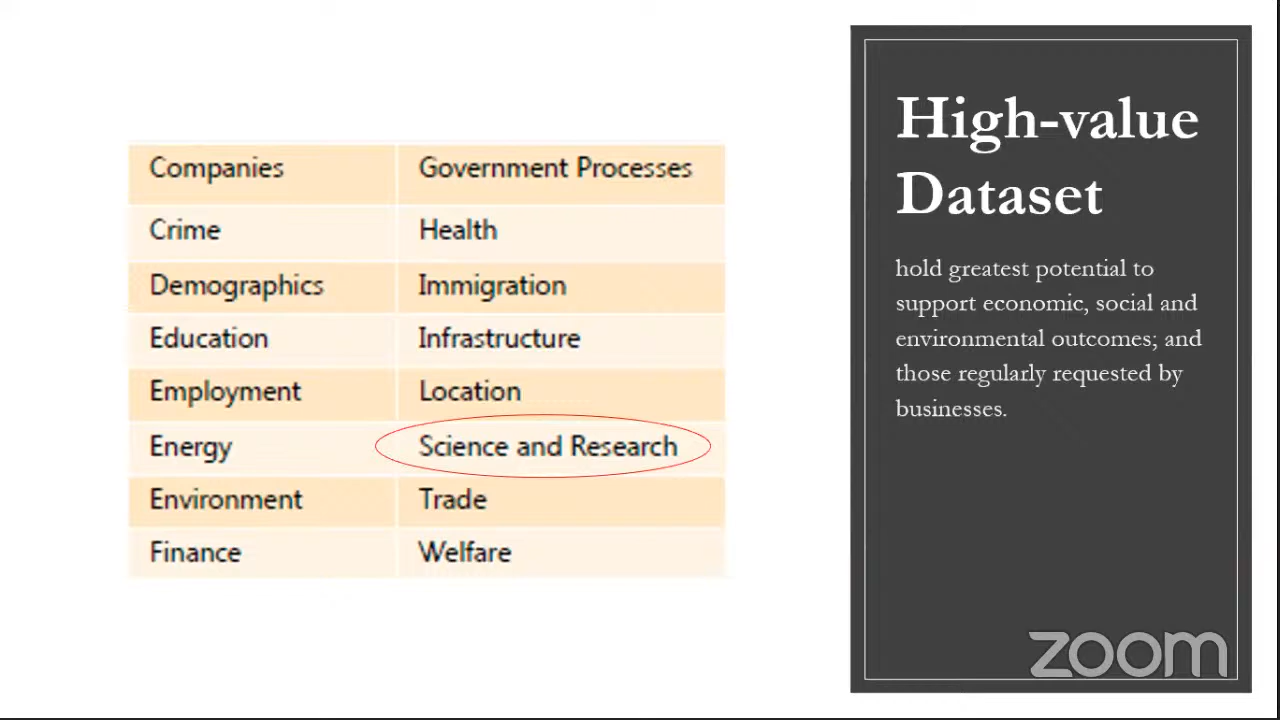 Companies Government Processes
Crime Health
Demographics Immigration
Education Infrastructure
Employment Location
Energy Science and Research
Environment Trade
Finance Welfare
High-value
Dataset
hold greatest potential to
support economic, social and
environmental outcomes; and
those regularly requested by
businesses.
zoom